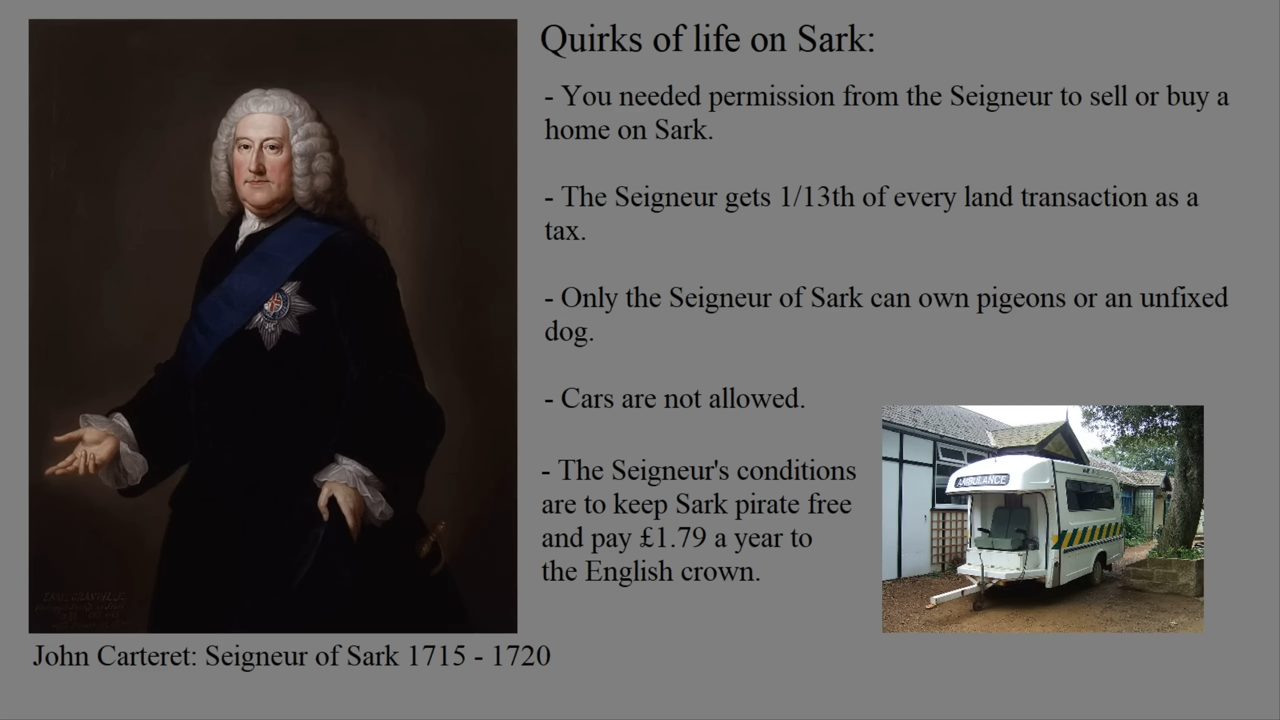 Quirks of life on Sark:
- You needed permission from the Seigneur to sell or buy a
home on Sark.
- The Seigneur gets 1/13th of every land transaction as a
tax.
- Only the Seigneur of Sark can own pigeons or an unfixed
dog.
- Cars are not allowed.
- The Seigneur's conditions
are to keep Sark pirate free
and pay £1.79 a year to
the English crown.
AMBULANCE
John Carteret: Seigneur of Sark 1715 - 1720